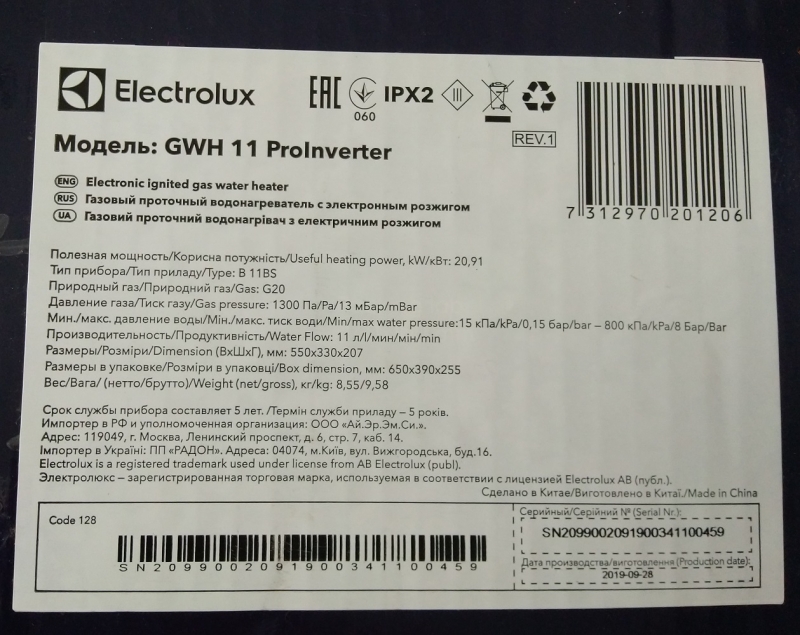 Electrolux
EAC
060
IPX2
REV.1
Модель: GWH 11 ProInverter
ENG Electronic ignited gas water heater
RUS Газовый проточный водонагреватель с электронным розжигом
UA Газовий проточний водонагрівач з електричним розжигом
7 312970 201206
Полезная мощность/Корисна потужність/Useful heating power, kW/кВт: 20,91
Тип прибора/Тип приладу/Type: B 11BS
Природный газ/Природний газ/Gas: G20
Давление газа/Тиск газу/Gas pressure: 1300 Па/Pa/13 мБар/mBar
Мин./макс. давление воды/Мін./макс. тиск води/Min/max water pressure:15 кПа/kPa/0,15 бар/bar – 800 кПа/kPa/8 Бар/Bar
Производительность/Продуктивність/Water Flow: 11 л/l/мин/мін/min
Размеры/Розміри/Dimension (ВхШхГ), мм: 550x330x207
Размеры в упаковке/Розміри в упаковці/Box dimension, мм: 650x390x255
Вес/Вага/ (нетто/брутто)/Weight (net/gross), кг/kg: 8,55/9,58
Срок службы прибора составляет 5 лет. /Термін служби приладу – 5 років.
Импортер в РФ и уполномоченная организация: ООО «Ай.Эр.Эм.Си.».
Адрес: 119049, г. Москва, Ленинский проспект, д. 6, стр. 7, каб. 14.
Імпортер в Україні: ПП «РАДОН». Адреса: 04074, м.Київ, вул. Вижгородська, буд.16.
Electrolux is a registered trademark used under license from AB Electrolux (publ).
Электролюкс – зарегистрированная торговая марка, используемая в соответствии с лицензией Electrolux AB (публ.).
Сделано в Китае/Виготовлено в Китаї./Made in China
Code 128
SN2099002091900341100459
Серийный/Серійний № (Serial Nr.):
SN2099002091900341100459
Дата производства/виготовлення (Production date):
2019-09-28